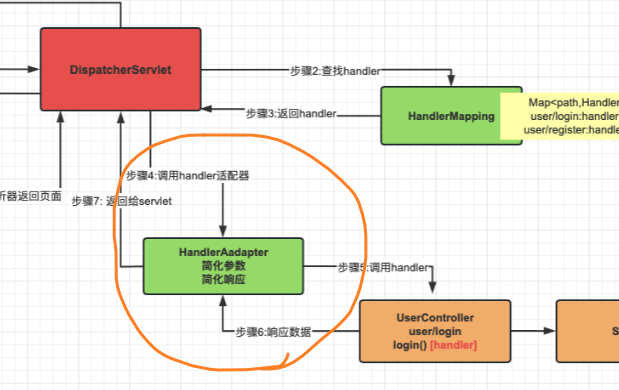 DispatcherServlet
步骤2:查找handler
步骤3:返回handler
HandlerMapping
Map<path,Handler
user/login:handler
user/register:handle
步骤4:调用handler适配器
析器返回页面
步骤7: 返回给servlet
HandlerAadapter
简化参数
简化响应
步骤5:调用handler
步骤6:响应数据
UserController
user/login
login() [handler]
S